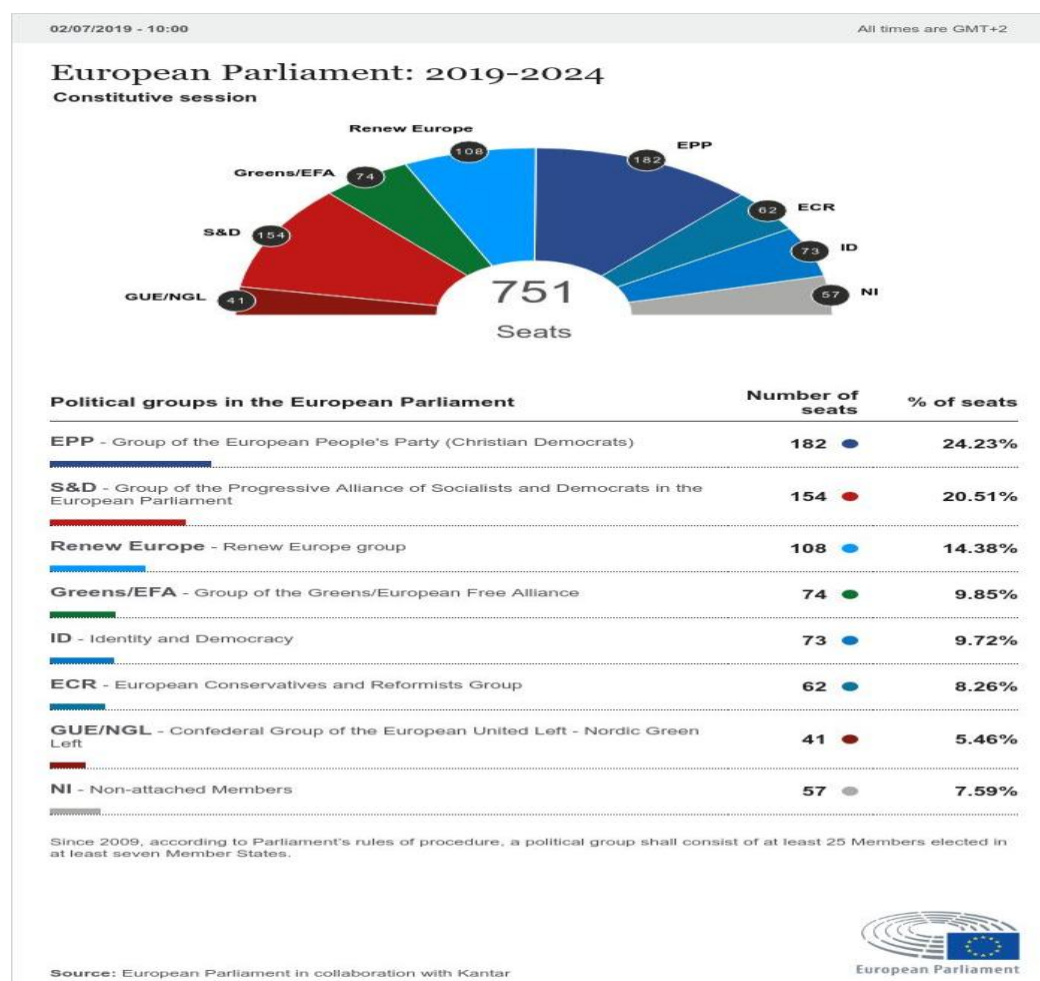 02/07/2019 - 10:00 All times are GMT+2
European Parliament: 2019-2024
Constitutive session
Renew Europe
108
EPP
182
Greens/EFA
74
ECR
62
S&D
154
ID
73
GUE/NGL
41
NI
57
751
Seats
Political groups in the European Parliament Number of seats % of seats
EPP - Group of the European People's Party (Christian Democrats) 182 24.23%
S&D - Group of the Progressive Alliance of Socialists and Democrats in the
European Parliament 154 20.51%
Renew Europe - Renew Europe group 108 14.38%
Greens/EFA - Group of the Greens/European Free Alliance 74 9.85%
ID - Identity and Democracy 73 9.72%
ECR - European Conservatives and Reformists Group 62 8.26%
GUE/NGL - Confederal Group of the European United Left - Nordic Green
Left 41 5.46%
NI - Non-attached Members 57 7.59%
Since 2009, according to Parliament's rules of procedure, a political group shall consist of at least 25 Members elected in
at least seven Member States.
Source: European Parliament in collaboration with Kantar
European Parliament